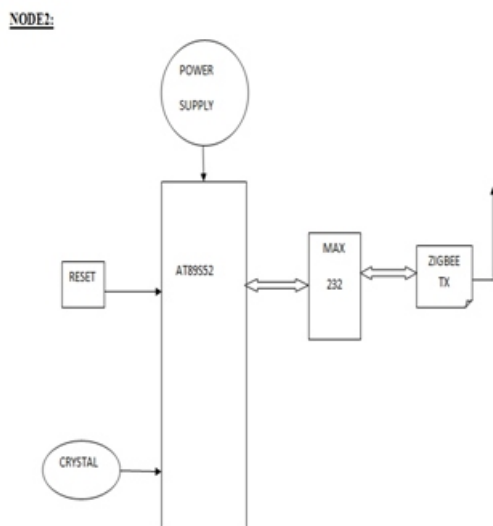 NODE2:
POWER
SUPPLY
RESET
AT89S52
MAX
232
ZIGBEE
TX
CRYSTAL